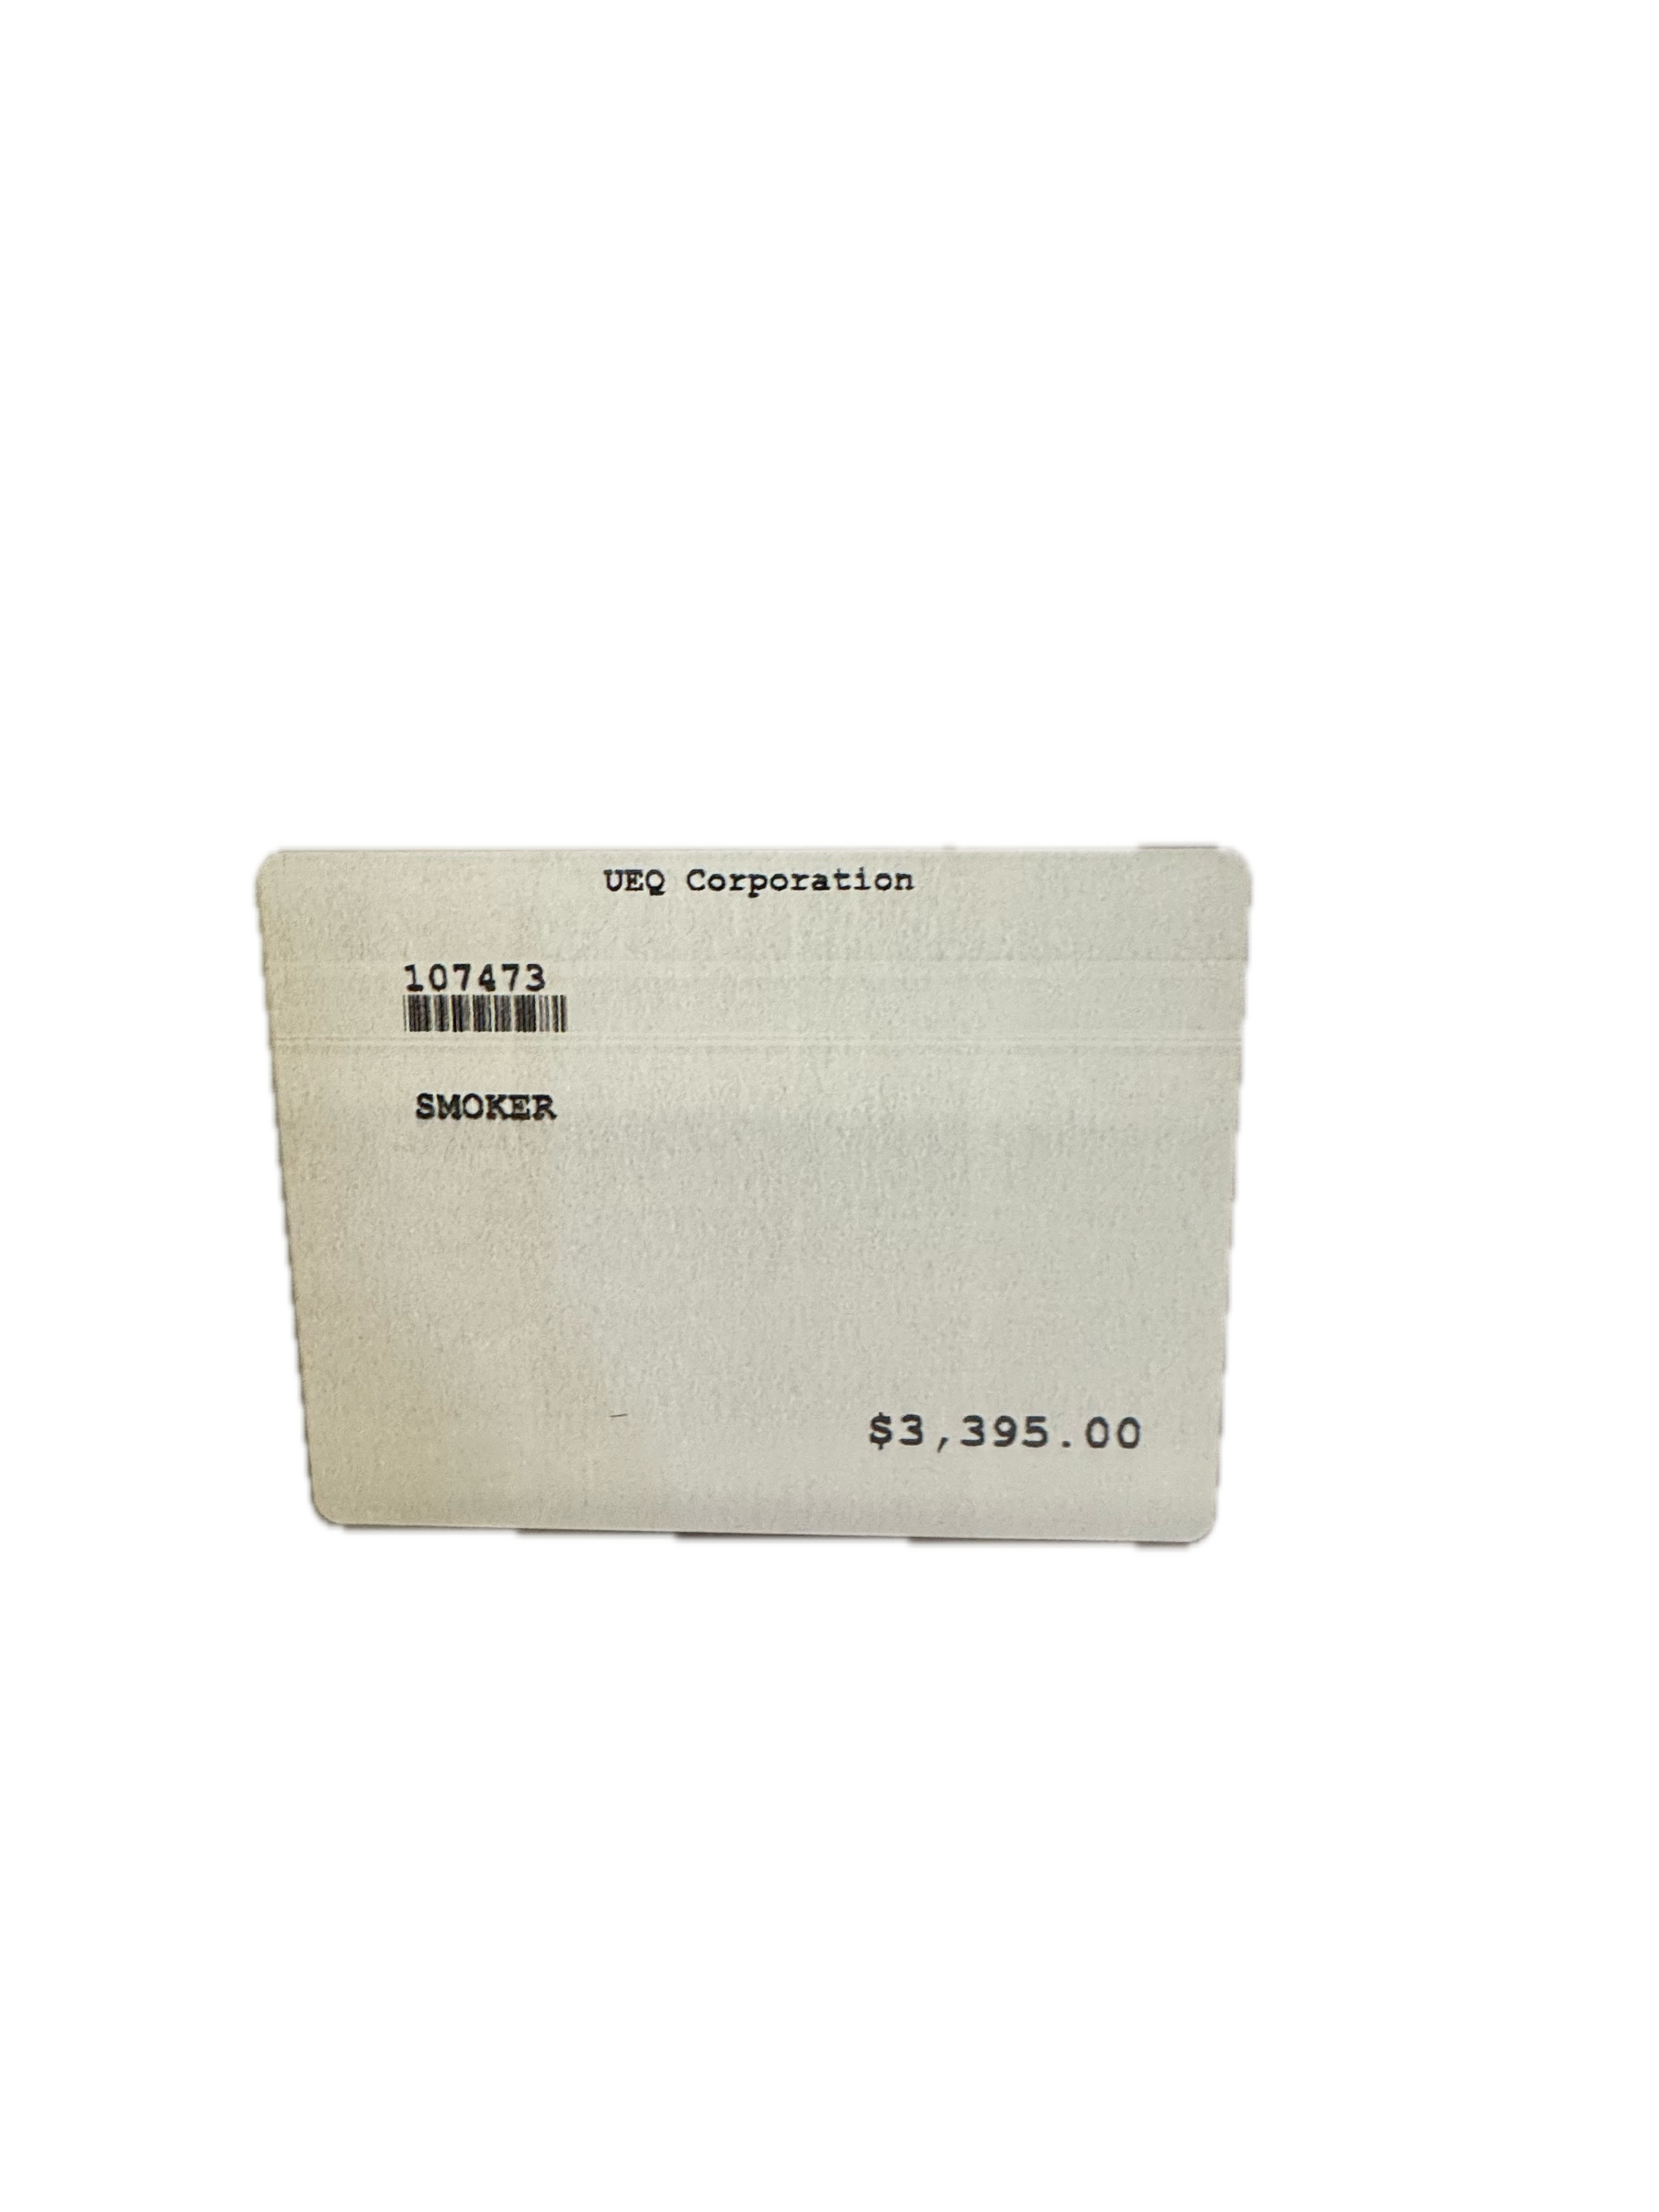 UEQ Corporation
107473
SMOKER
$3,395.00